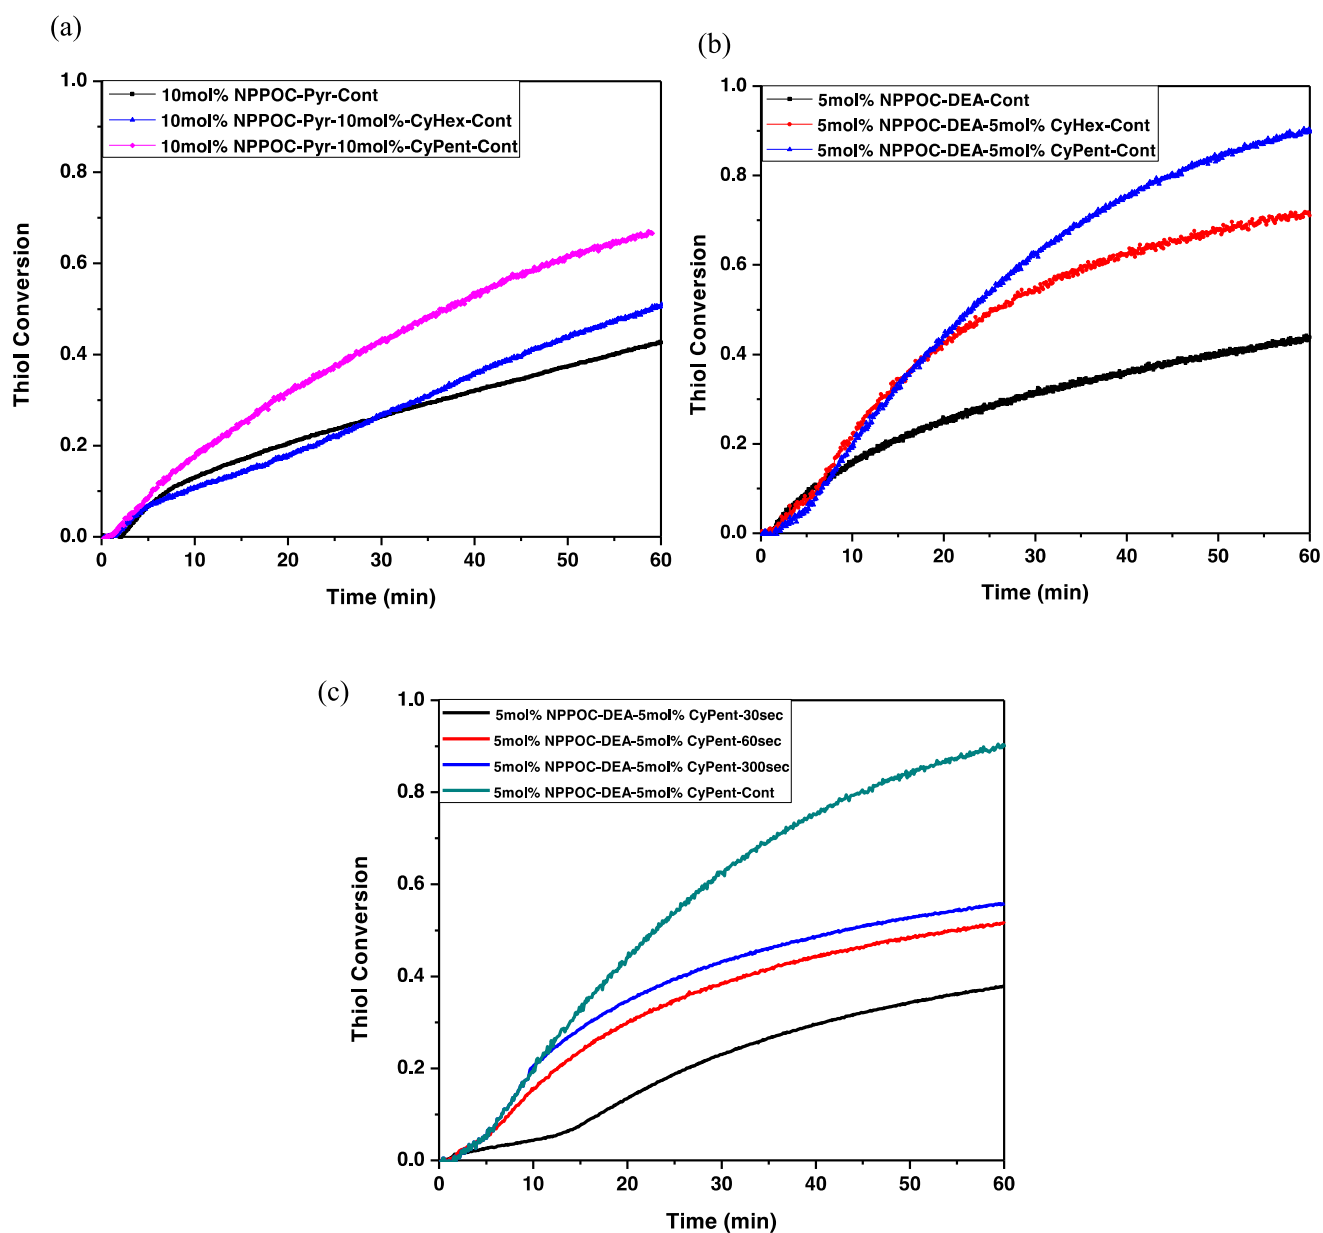 (a)
1.0
0.8
0.6
0.4
0.2
0.0
Thiol Conversion
10mol% NPPOC-Pyr-Cont
10mol% NPPOC-Pyr-10mol%-CyHex-Cont
10mol% NPPOC-Pyr-10mol%-CyPent-Cont
0 10 20 30 40 50 60
Time (min)
(b)
1.0
0.8
0.6
0.4
0.2
0.0
Thiol Conversion
5mol% NPPOC-DEA-Cont
5mol% NPPOC-DEA-5mol% CyHex-Cont
5mol% NPPOC-DEA-5mol% CyPent-Cont
0 10 20 30 40 50 60
Time (min)
(c)
1.0
0.8
0.6
0.4
0.2
0.0
Thiol Conversion
5mol% NPPOC-DEA-5mol% CyPent-30sec
5mol% NPPOC-DEA-5mol% CyPent-60sec
5mol% NPPOC-DEA-5mol% CyPent-300sec
5mol% NPPOC-DEA-5mol% CyPent-Cont
0 10 20 30 40 50 60
Time (min)